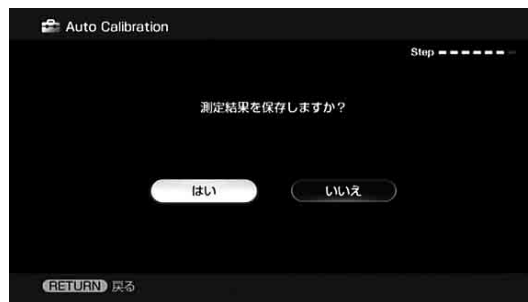 Auto Calibration
Step
測定結果を保存しますか?
はい
いいえ
RETURN 戻る